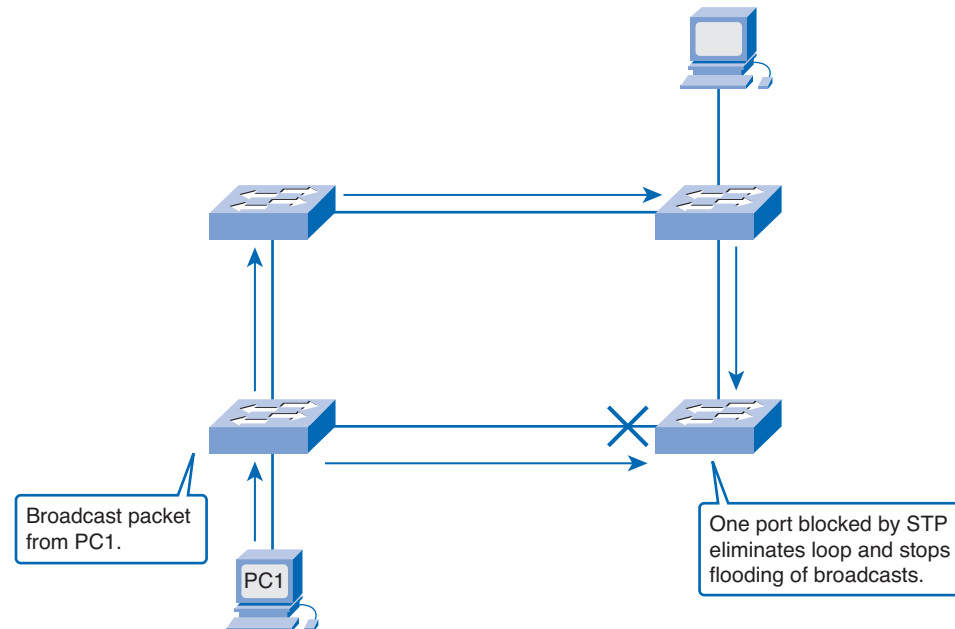 Broadcast packet
from PC1.
PC1
One port blocked by STP
eliminates loop and stops
flooding of broadcasts.